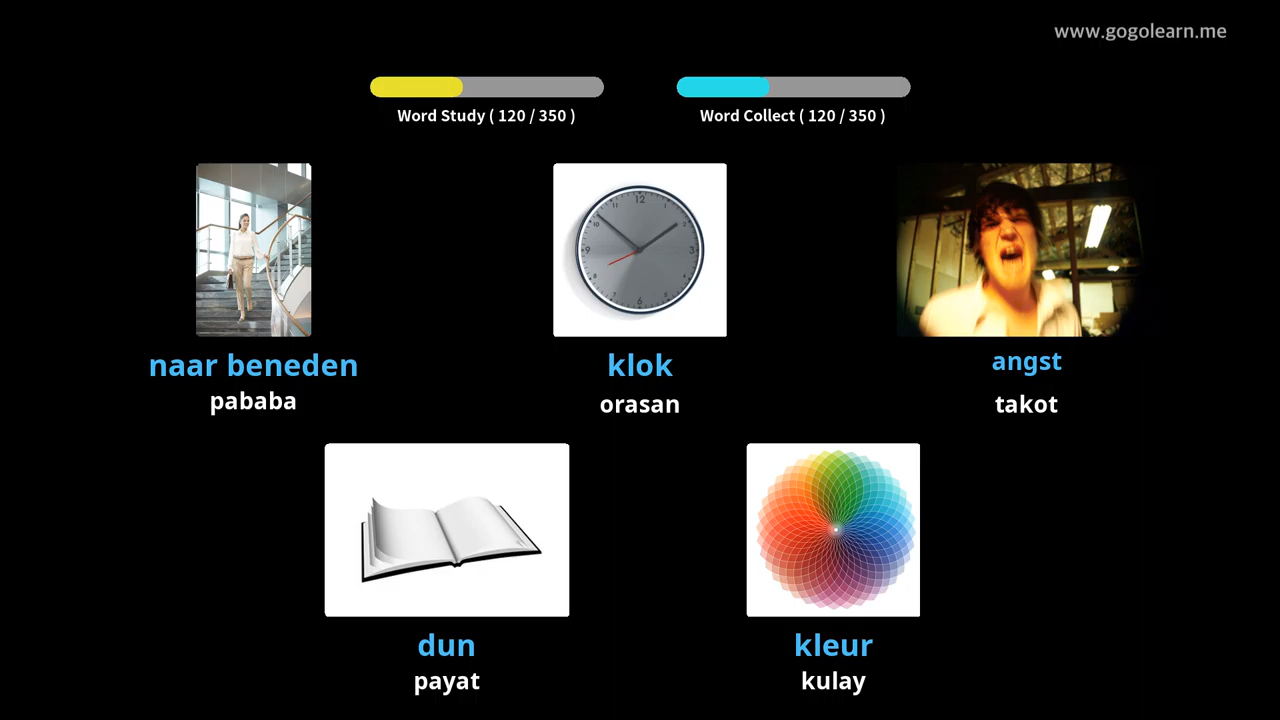 www.gogolearn.me
Word Study ( 120 / 350 )
Word Collect ( 120 / 350 )
naar beneden
pababa
klok
orasan
angst
takot
dun
payat
kleur
kulay